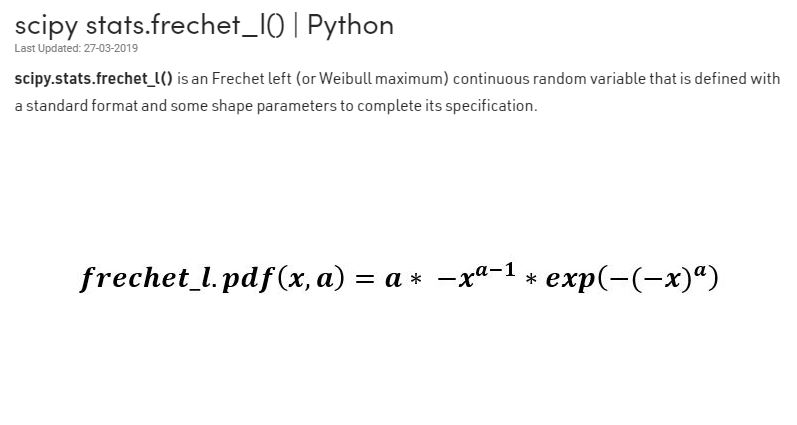 scipy stats.frechet_l() | Python
Last Updated: 27-03-2019
scipy.stats.frechet_l() is an Frechet left (or Weibull maximum) continuous random variable that is defined with
a standard format and some shape parameters to complete its specification.
frechet_l.pdf(x, a) = a * −x^{a−1} * exp(−(−x)^{a})